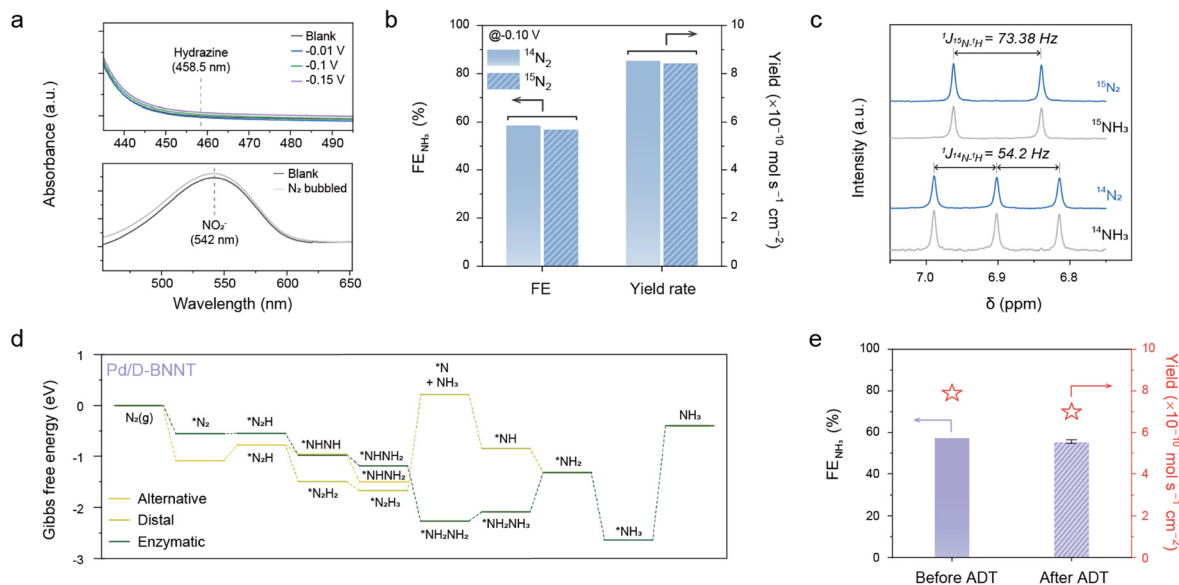 a
Absorbance (a.u.)
Hydrazine
(458.5 nm)
Blank
-0.01 V
-0.1 V
-0.15 V
440 450 460 470 480 490
Blank
N₂ bubbled
NO₂⁻
(542 nm)
500 550 600 650
Wavelength (nm)
b
FE_NH₃ (%)
100
80
60
40
20
0
@-0.10 V
¹⁴N₂
¹⁵N₂
10
8
6
4
2
0
Yield (×10⁻¹⁰ mol s⁻¹ cm⁻²)
FE Yield rate
c
Intensity (a.u.)
¹J¹⁵N-¹H = 73.38 Hz
¹⁵N₂
¹⁵NH₃
¹J¹⁴N-¹H = 54.2 Hz
¹⁴N₂
¹⁴NH₃
7.0 6.9 6.8
δ (ppm)
d
Gibbs free energy (eV)
1
0
-1
-2
-3
Pd/D-BNNT
N₂(g)
*N₂
*N₂H
*N₂H
*NHNH
*N₂H₂
*NHNH₂
*NHNH₂
*N₂H₃
*N
+ NH₃
*NH₂NH₂
*NH
*NH₂NH₃
*NH₂
*NH₃
NH₃
Alternative
Distal
Enzymatic
e
FE_NH₃ (%)
100
80
60
40
20
0
10
8
6
4
2
0
Yield (×10⁻¹⁰ mol s⁻¹ cm⁻²)
Before ADT After ADT